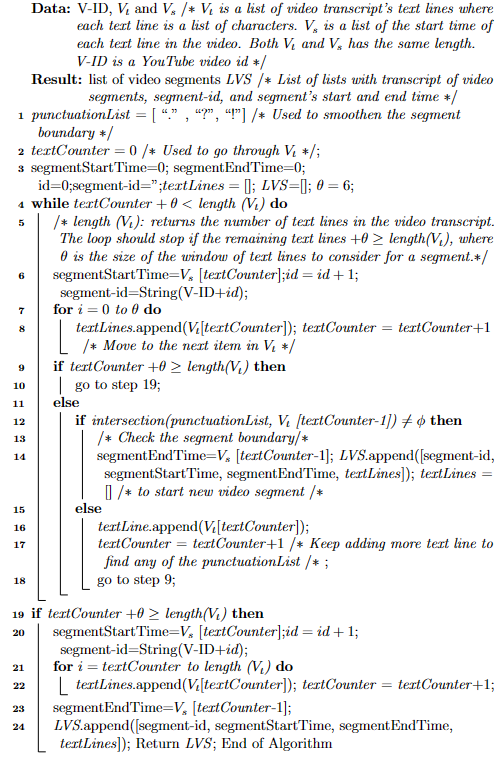 Data: V-ID, Vt and Vs /* Vt is a list of video transcript's text lines where
each text line is a list of characters. Vs is a list of the start time of
each text line in the video. Both Vt and Vs has the same length.
V-ID is a YouTube video id */
Result: list of video segments LVS /* List of lists with transcript of video
segments, segment-id, and segment's start and end time */
1 punctuationList = [ “.” , “?”, “!”] /* Used to smoothen the segment
boundary */
2 textCounter = 0 /* Used to go through Vt */;
3 segmentStartTime=0; segmentEndTime=0;
id=0;segment-id=”;textLines = []; LVS=[]; θ = 6;
4 while textCounter + θ < length (Vt) do
5 /* length (Vt): returns the number of text lines in the video transcript.
The loop should stop if the remaining text lines +θ ≥ length(Vt), where
θ is the size of the window of text lines to consider for a segment.*/
6 segmentStartTime=Vs [textCounter];id = id + 1;
segment-id=String(V-ID+id);
7 for i = 0 to θ do
8 textLines.append(Vt[textCounter]); textCounter = textCounter+1
/* Move to the next item in Vt */
9 if textCounter +θ ≥ length(Vt) then
10 go to step 19;
11 else
12 if intersection(punctuationList, Vt [textCounter-1]) ≠ ϕ then
13 /* Check the segment boundary/*
14 segmentEndTime=Vs [textCounter-1]; LVS.append([segment-id,
segmentStartTime, segmentEndTime, textLines]); textLines =
[] /* to start new video segment /*
15 else
16 textLine.append(Vt[textCounter]);
17 textCounter = textCounter+1 /* Keep adding more text line to
find any of the punctuationList /* ;
18 go to step 9;
19 if textCounter +θ ≥ length(Vt) then
20 segmentStartTime=Vs [textCounter];id = id + 1;
segment-id=String(V-ID+id);
21 for i = textCounter to length (Vt) do
22 textLines.append(Vt[textCounter]); textCounter = textCounter+1;
23 segmentEndTime=Vs [textCounter-1];
24 LVS.append([segment-id, segmentStartTime, segmentEndTime,
textLines]); Return LVS; End of Algorithm